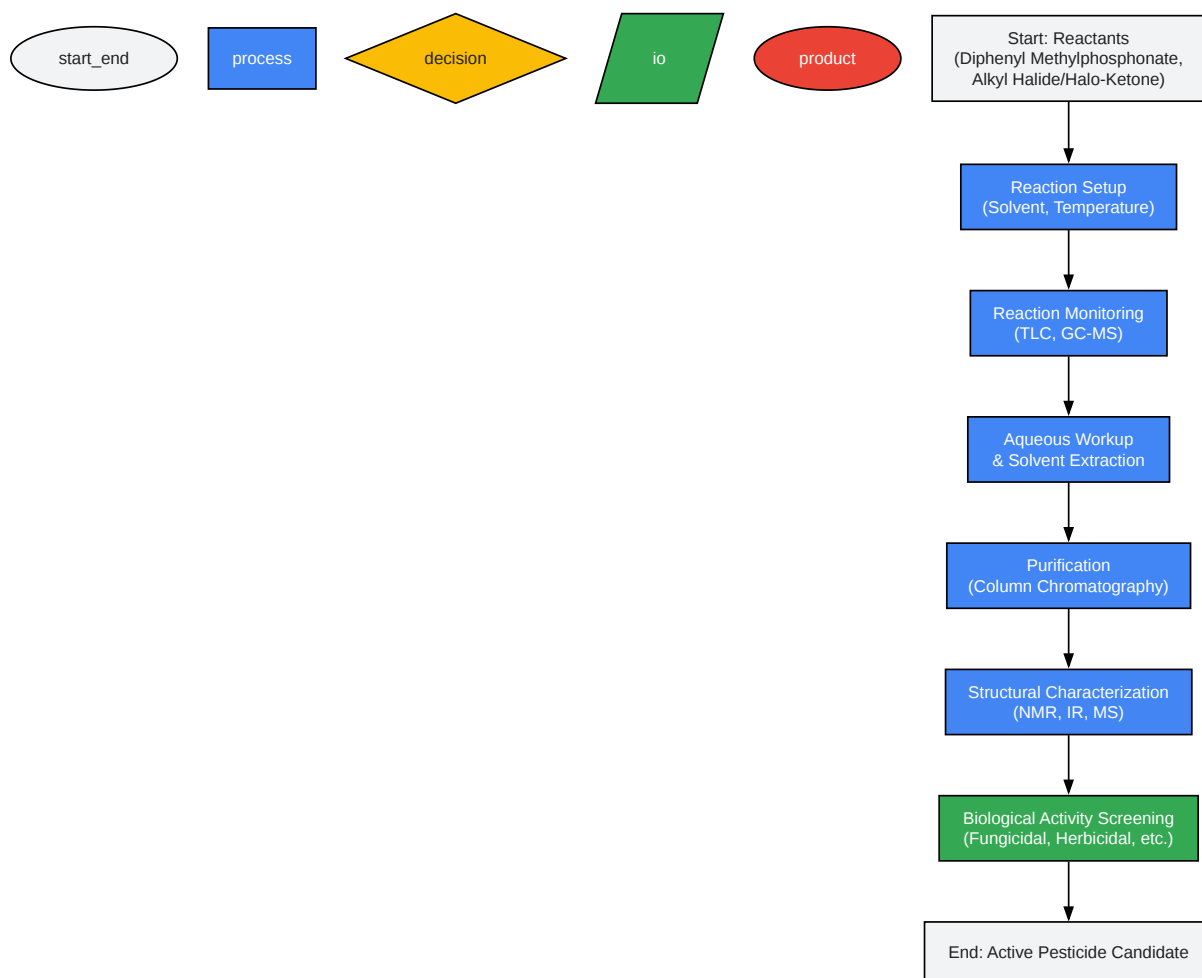 start_end
process
decision
io
product
Start: Reactants
(Diphenyl Methylphosphonate,
Alkyl Halide/Halo-Ketone)
Reaction Setup
(Solvent, Temperature)
Reaction Monitoring
(TLC, GC-MS)
Aqueous Workup
& Solvent Extraction
Purification
(Column Chromatography)
Structural Characterization
(NMR, IR, MS)
Biological Activity Screening
(Fungicidal, Herbicidal, etc.)
End: Active Pesticide Candidate